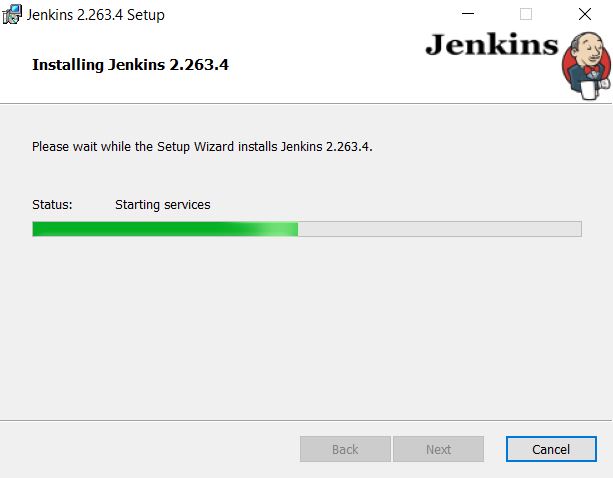 Jenkins 2.263.4 Setup
Jenkins
Installing Jenkins 2.263.4
Please wait while the Setup Wizard installs Jenkins 2.263.4.
Status: Starting services
Back Next Cancel